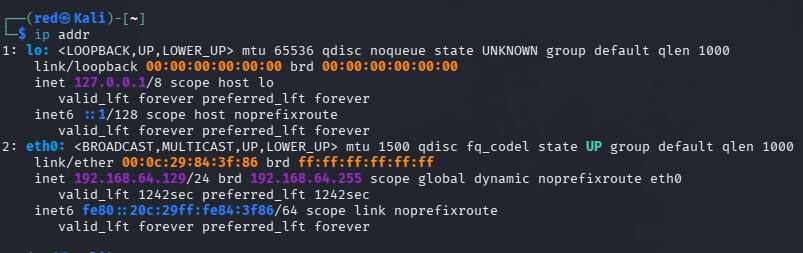 ┌──(red㉿Kali)-[~]
└─$ ip addr
1: lo: <LOOPBACK,UP,LOWER_UP> mtu 65536 qdisc noqueue state UNKNOWN group default qlen 1000
    link/loopback 00:00:00:00:00:00 brd 00:00:00:00:00:00
    inet 127.0.0.1/8 scope host lo
       valid_lft forever preferred_lft forever
    inet6 ::1/128 scope host noprefixroute
       valid_lft forever preferred_lft forever
2: eth0: <BROADCAST,MULTICAST,UP,LOWER_UP> mtu 1500 qdisc fq_codel state UP group default qlen 1000
    link/ether 00:0c:29:84:3f:86 brd ff:ff:ff:ff:ff:ff
    inet 192.168.64.129/24 brd 192.168.64.255 scope global dynamic noprefixroute eth0
       valid_lft 1242sec preferred_lft 1242sec
    inet6 fe80::20c:29ff:fe84:3f86/64 scope link noprefixroute
       valid_lft forever preferred_lft forever